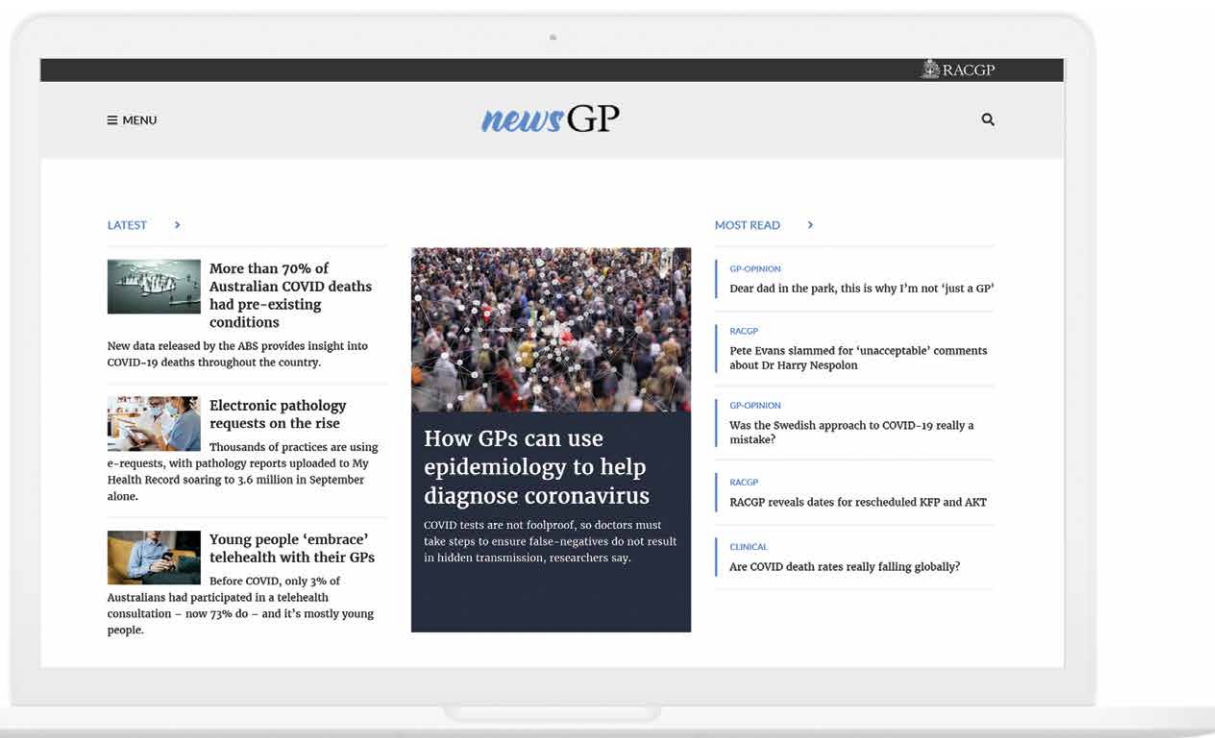 RACGP
MENU
newsGP
LATEST
More than 70% of
Australian COVID deaths
had pre-existing
conditions
New data released by the ABS provides insight into
COVID-19 deaths throughout the country.
Electronic pathology
requests on the rise
Thousands of practices are using
e-requests, with pathology reports uploaded to My
Health Record soaring to 3.6 million in September
alone.
Young people ‘embrace’
telehealth with their GPs
Before COVID, only 3% of
Australians had participated in a telehealth
consultation – now 73% do – and it’s mostly young
people.
How GPs can use
epidemiology to help
diagnose coronavirus
COVID tests are not foolproof, so doctors must
take steps to ensure false-negatives do not result
in hidden transmission, researchers say.
MOST READ
GP-OPINION
Dear dad in the park, this is why I’m not ‘just a GP’
RACGP
Pete Evans slammed for ‘unacceptable’ comments
about Dr Harry Nespolon
GP-OPINION
Was the Swedish approach to COVID-19 really a
mistake?
RACGP
RACGP reveals dates for rescheduled KFP and AKT
CLINICAL
Are COVID death rates really falling globally?